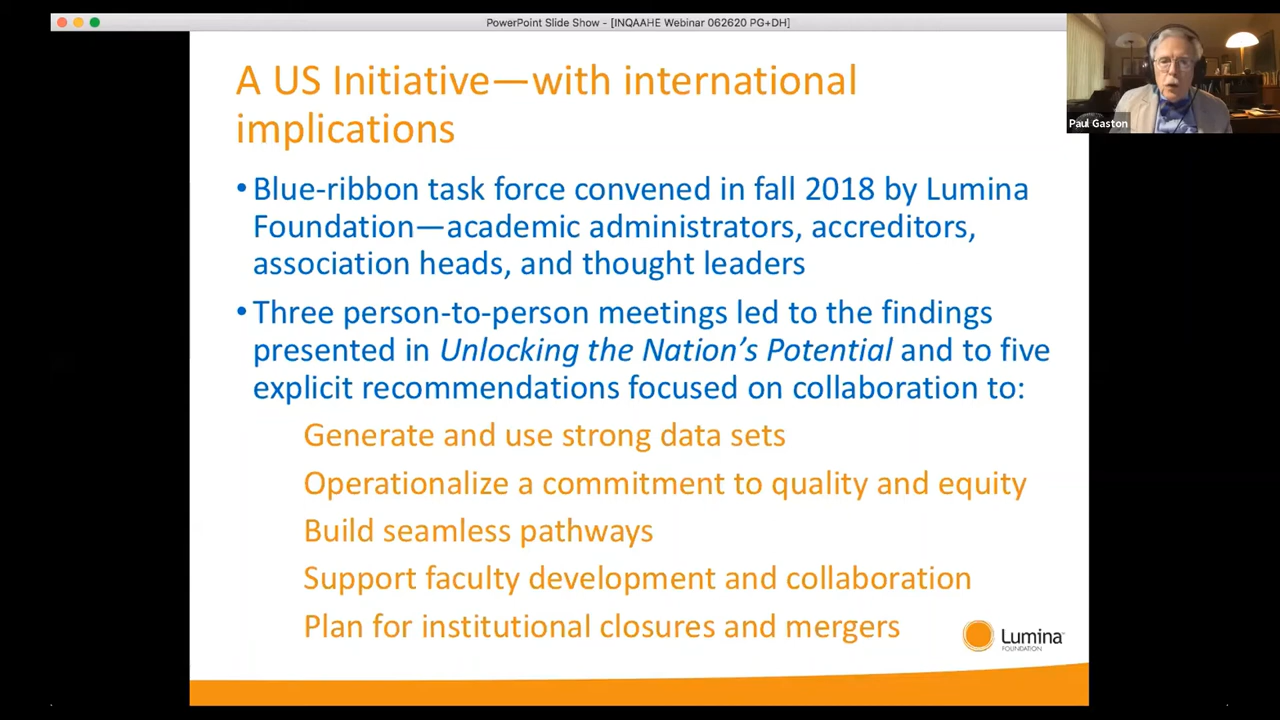 PowerPoint Slide Show - [INQAAHE Webinar 062620 PG+DH]
A US Initiative—with international
implications
• Blue-ribbon task force convened in fall 2018 by Lumina
Foundation—academic administrators, accreditors,
association heads, and thought leaders
• Three person-to-person meetings led to the findings
presented in Unlocking the Nation’s Potential and to five
explicit recommendations focused on collaboration to:
Generate and use strong data sets
Operationalize a commitment to quality and equity
Build seamless pathways
Support faculty development and collaboration
Plan for institutional closures and mergers
Lumina
FOUNDATION
Paul Gaston